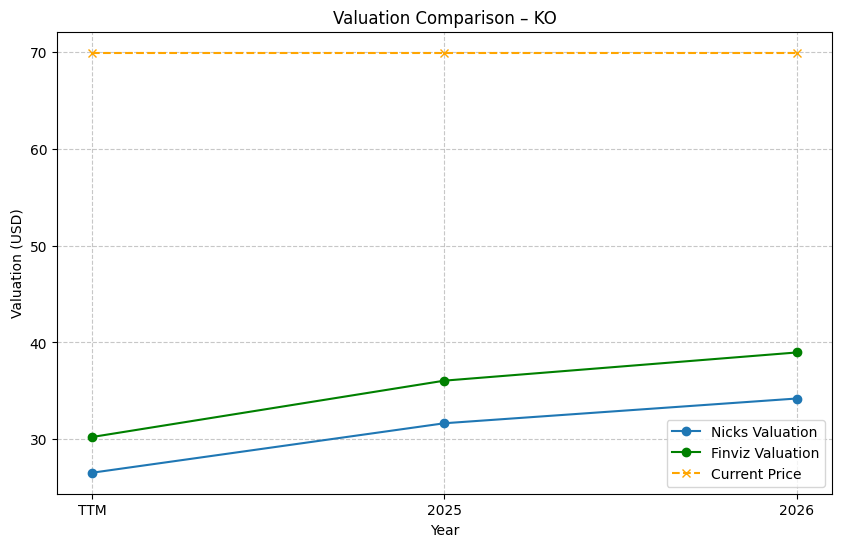 Valuation Comparison – KO
Valuation (USD)
70
60
50
40
30
TTM
2025
2026
Year
Nicks Valuation
Finviz Valuation
Current Price